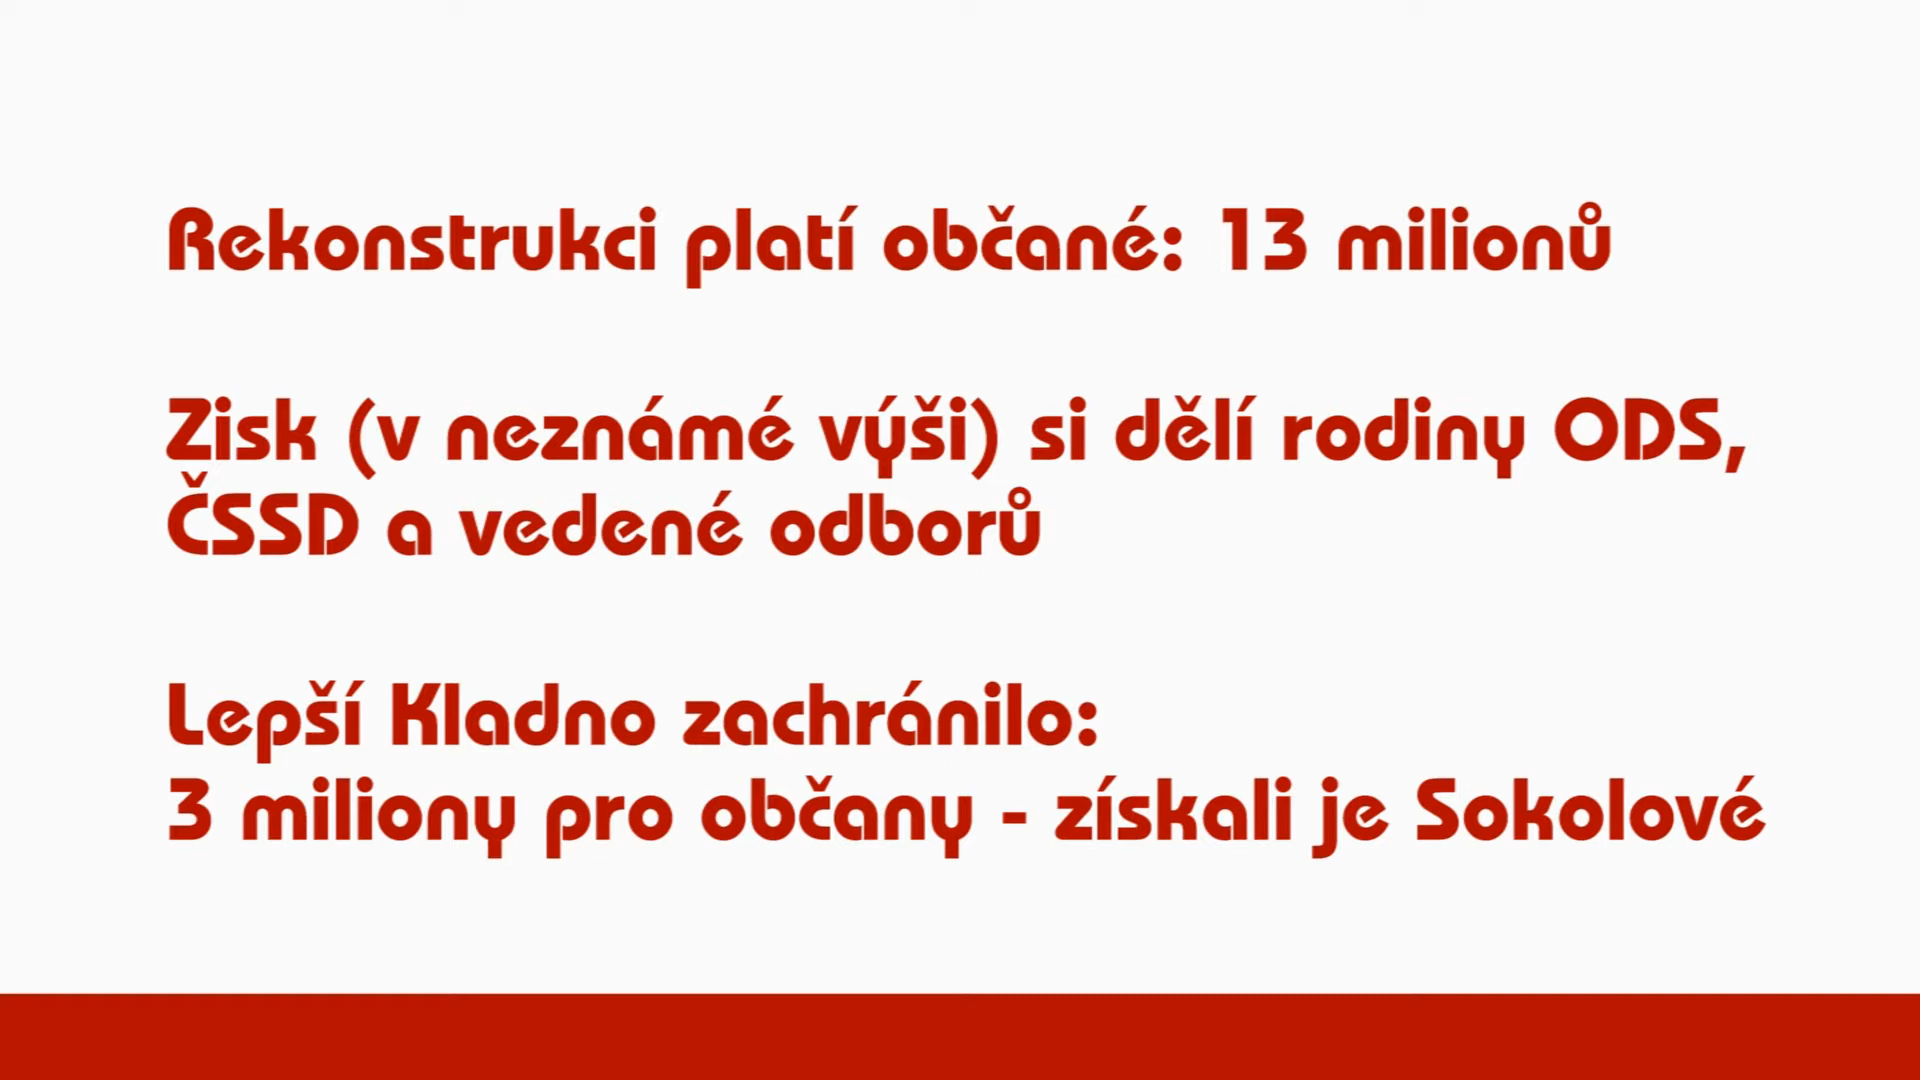 Rekonstrukci platí občané: 13 milionů
Zisk (v neznámé výši) si dělí rodiny ODS,
ČSSD a vedené odborů
Lepší Kladno zachránilo:
3 miliony pro občany - získali je Sokolové